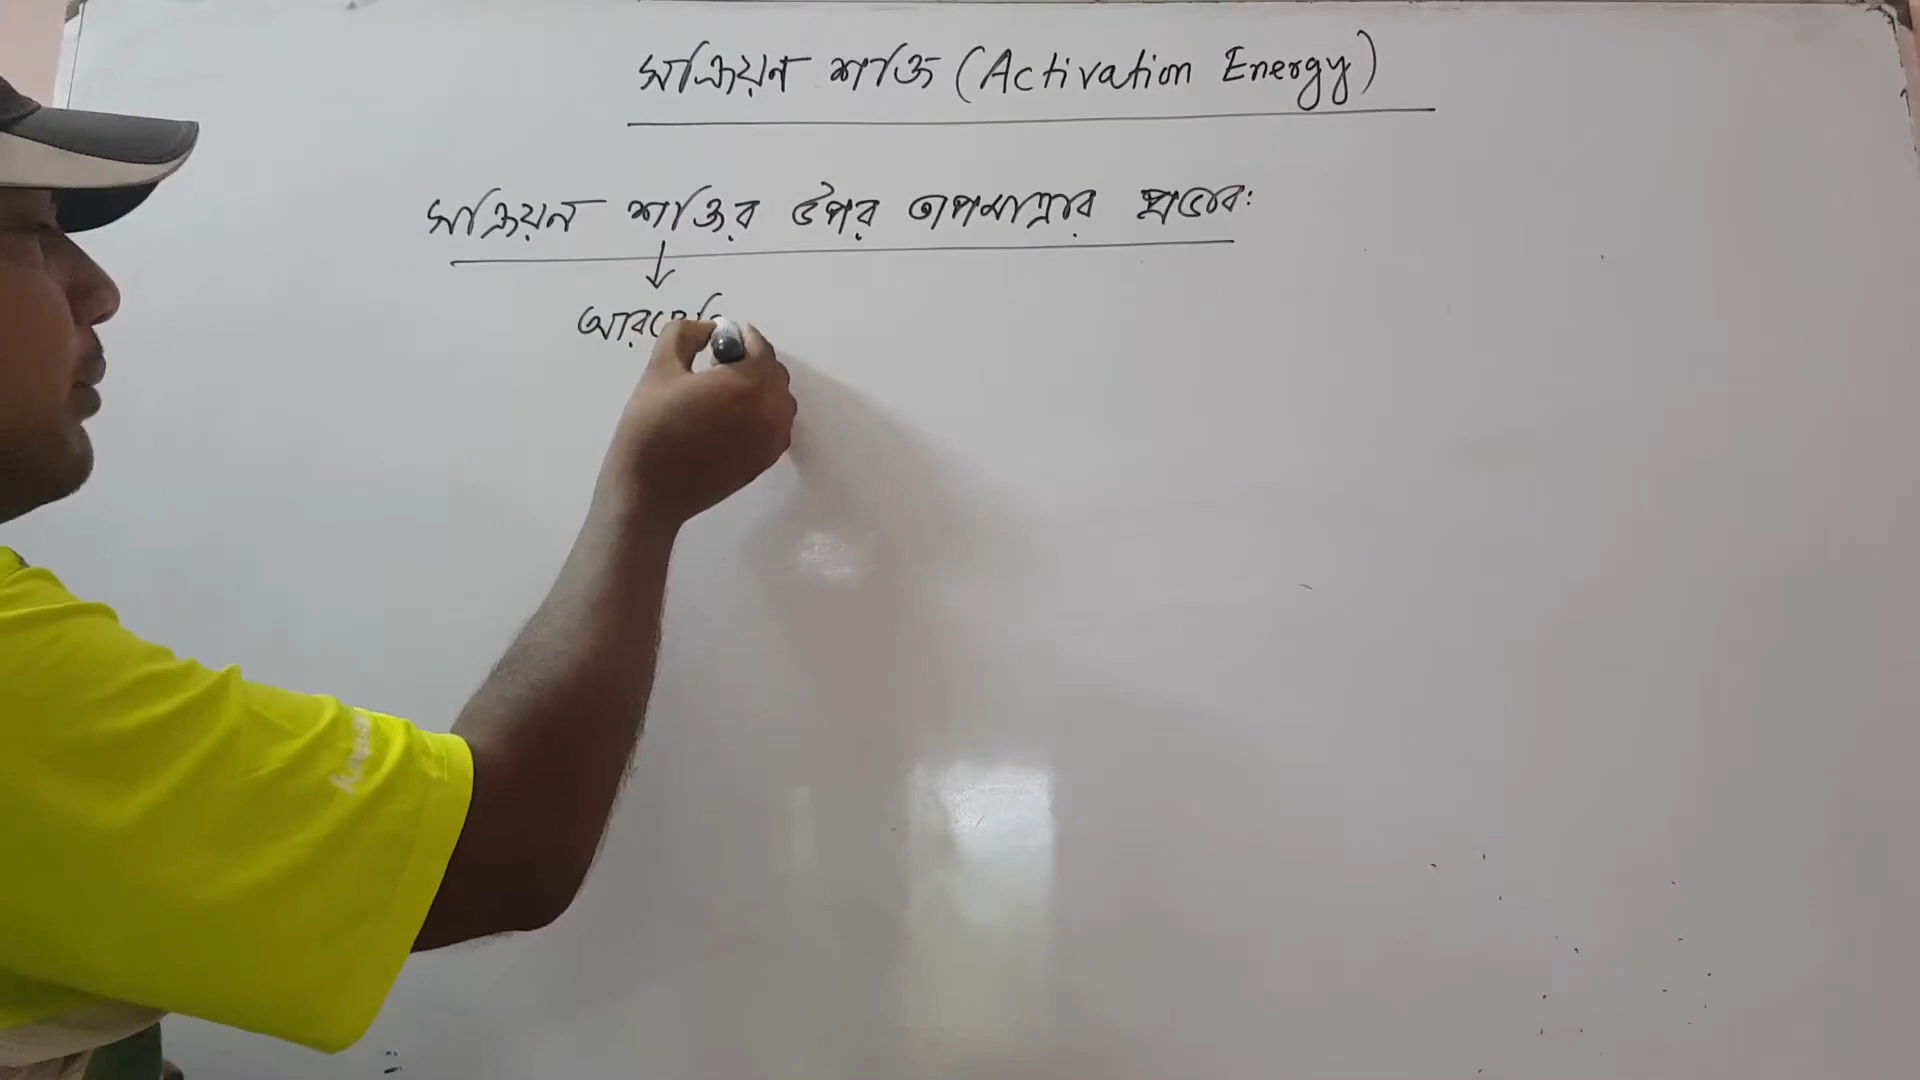 সক্রিয়ন শক্তি (Activation Energy)
সক্রিয়ন শক্তির উপর তাপমাত্রার প্রভাব: